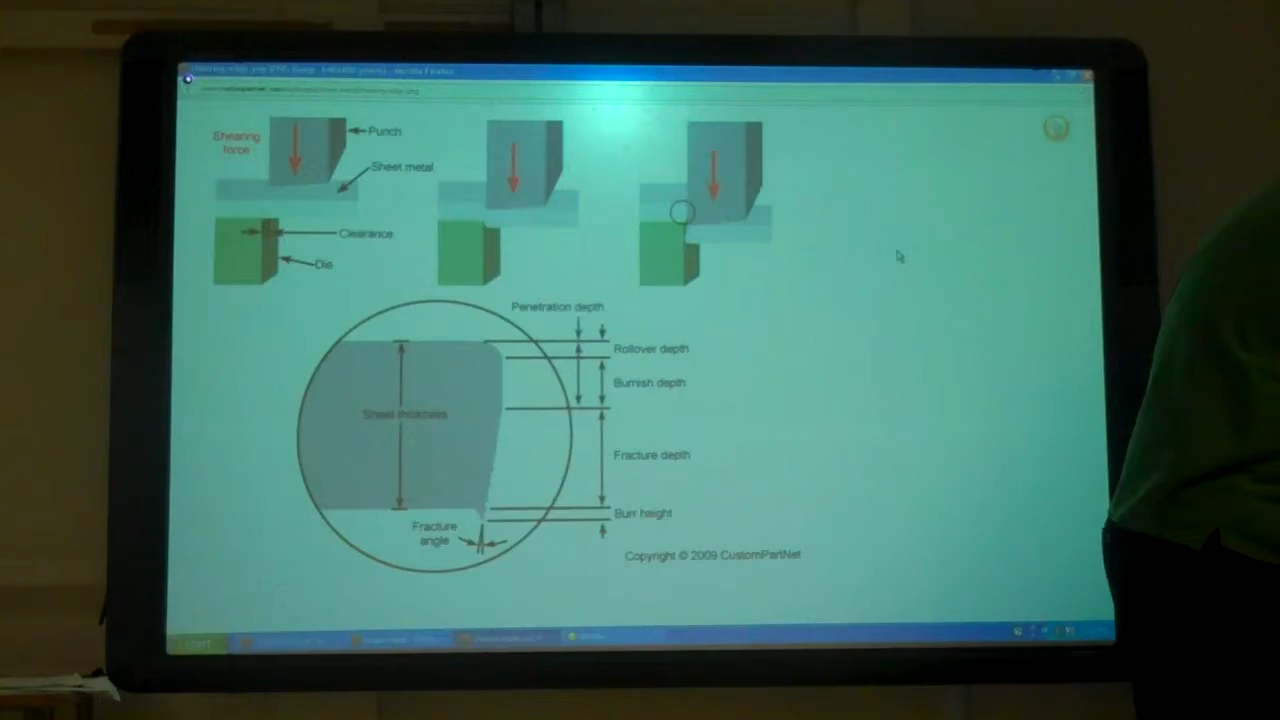 Shearing
force
Punch
Sheet metal
Clearance
Die
Penetration depth
Rollover depth
Burnish depth
Sheet thickness
Fracture depth
Burr height
Fracture
angle
Copyright © 2009 CustomPartNet